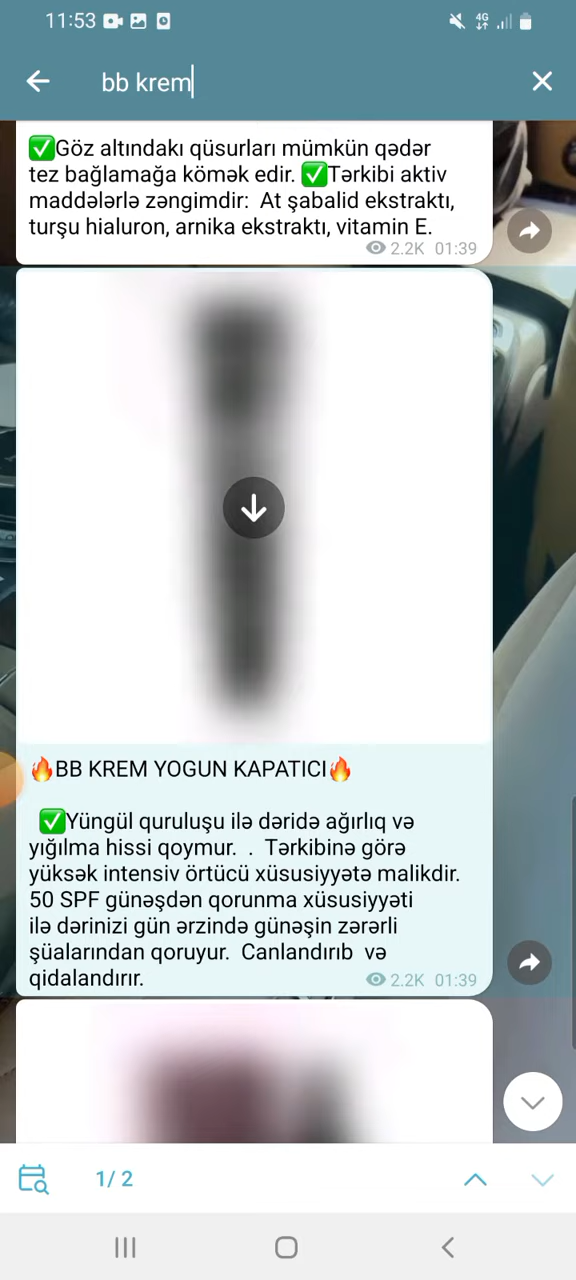 11:53
4G
bb krem
✅Göz altındakı qüsurları mümkün qədər
tez bağlamağa kömək edir. ✅Tərkibi aktiv
maddələrlə zəngimdir:  At şabalid ekstraktı,
turşu hialuron, arnika ekstraktı, vitamin E.
2.2K 01:39
🔥BB KREM YOGUN KAPATICI🔥
✅Yüngül quruluşu ilə dəridə ağırlıq və
yığılma hissi qoymur.  .  Tərkibinə görə
yüksək intensiv örtücü xüsusiyyətə malikdir.
50 SPF günəşdən qorunma xüsusiyyəti
ilə dərinizi gün ərzində günəşin zərərli
şüalarından qoruyur.  Canlandırıb  və
qidalandırır.
2.2K 01:39
1/ 2